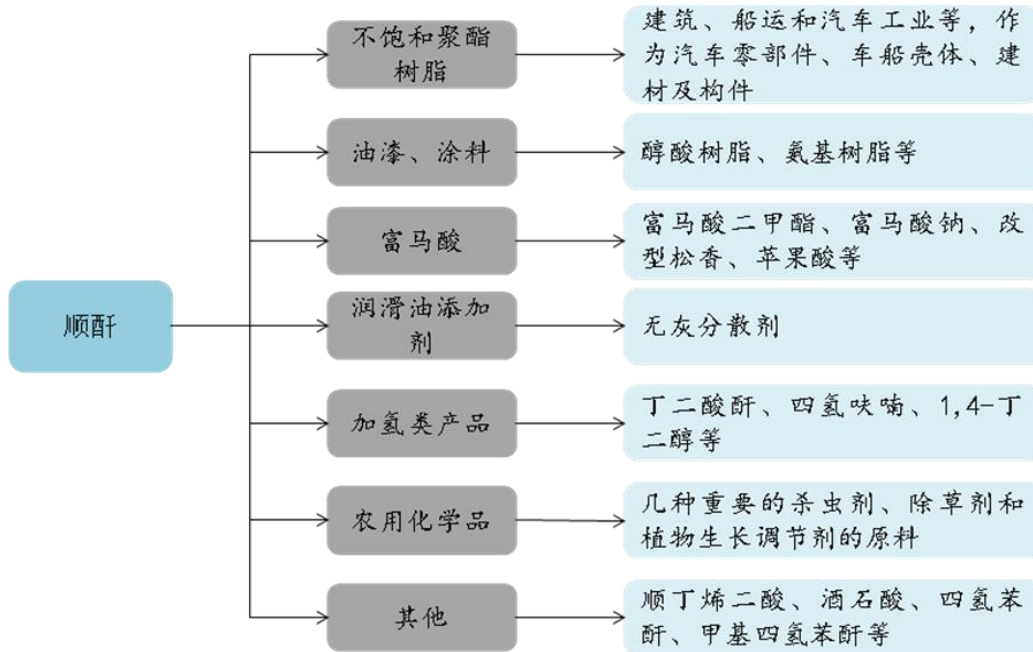 顺酐
不饱和聚酯
树脂
建筑、船运和汽车工业等，作
为汽车零部件、车船壳体、建
材及构件
油漆、涂料
醇酸树脂、氨基树脂等
富马酸
富马酸二甲酯、富马酸钠、改
型松香、苹果酸等
润滑油添加
剂
无灰分散剂
加氢类产品
丁二酸酐、四氢呋喃、1,4-丁
二醇等
农用化学品
几种重要的杀虫剂、除草剂和
植物生长调节剂的原料
其他
顺丁烯二酸、酒石酸、四氢苯
酐、甲基四氢苯酐等